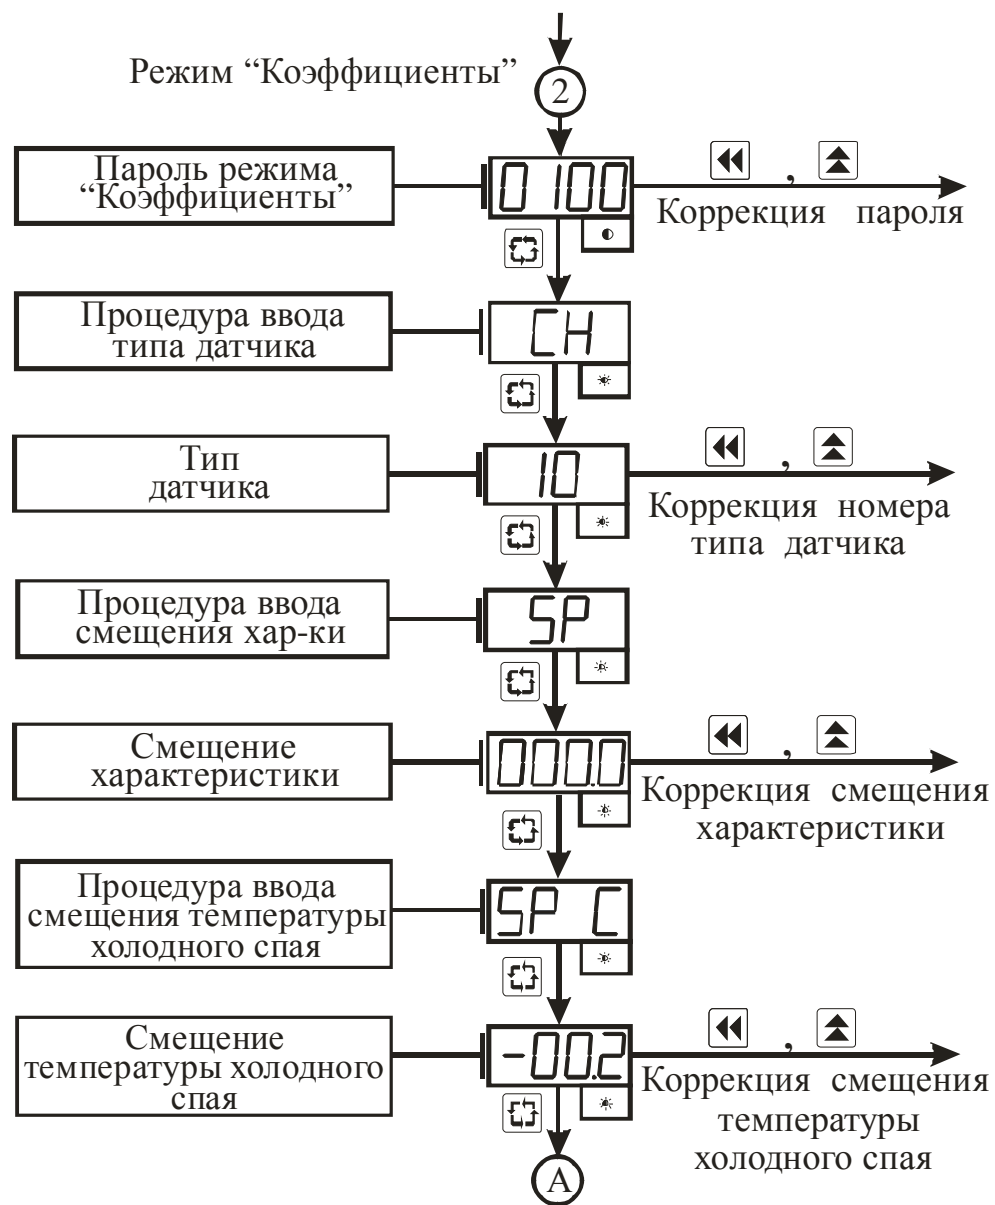 Режим “Коэффициенты”
2
Пароль режима
“Коэффициенты”
0 100
,
Коррекция пароля
Процедура ввода
типа датчика
CH
Тип
датчика
10
,
Коррекция номера
типа датчика
Процедура ввода
смещения хар-ки
SP
Смещение
характеристики
000.0
,
Коррекция смещения
характеристики
Процедура ввода
смещения температуры
холодного спая
SP C
Смещение
температуры холодного
спая
-00.2
,
Коррекция смещения
температуры
холодного спая
А